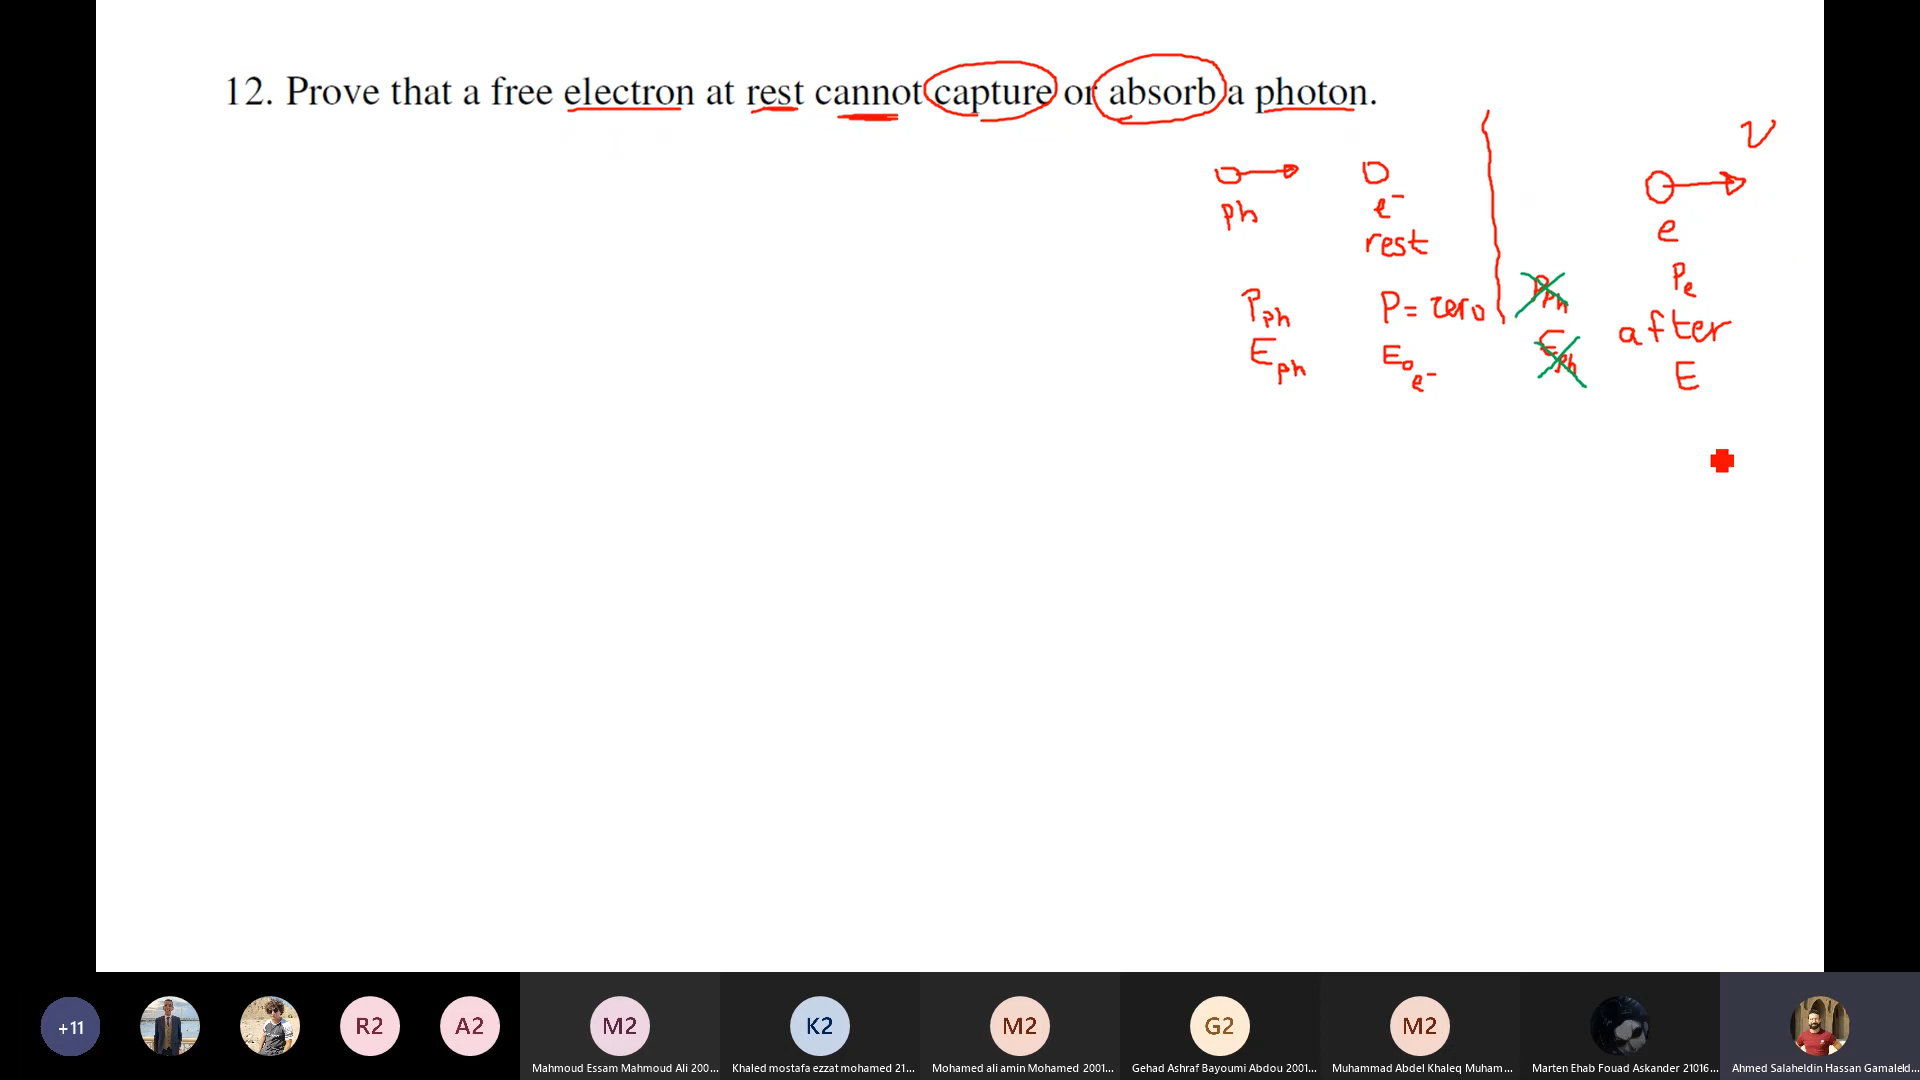 12. Prove that a free electron at rest cannot capture or absorb a photon.
V
ph
e⁻
rest
e
P_ph
P = zero
P_ph
P_e
after
E_ph
E_0 e⁻
E_ph
E
+11
R2
A2
M2
K2
M2
G2
M2
Mahmoud Essam Mahmoud Ali 200...
Khaled mostafa ezzat mohamed 21...
Mohamed ali amin Mohamed 2001...
Gehad Ashraf Bayoumi Abdou 2001...
Muhammad Abdel Khaleq Muham...
Marten Ehab Fouad Askander 21016...
Ahmed Salaheldin Hassan Gamaleld...